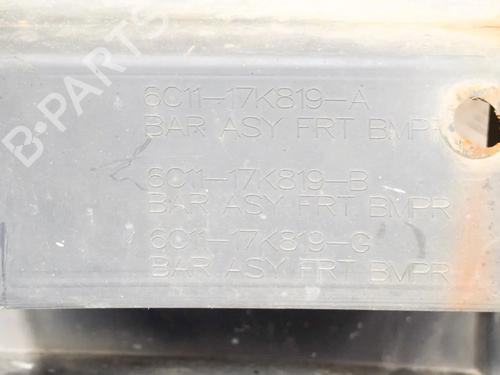 6C11-17K819-A
BAR ASY FRT BMPR
6C11-17K819-B
BAR ASY FRT BMPR
6C11-17K819-G
BAR ASY FRT BMPR
B-PARTS